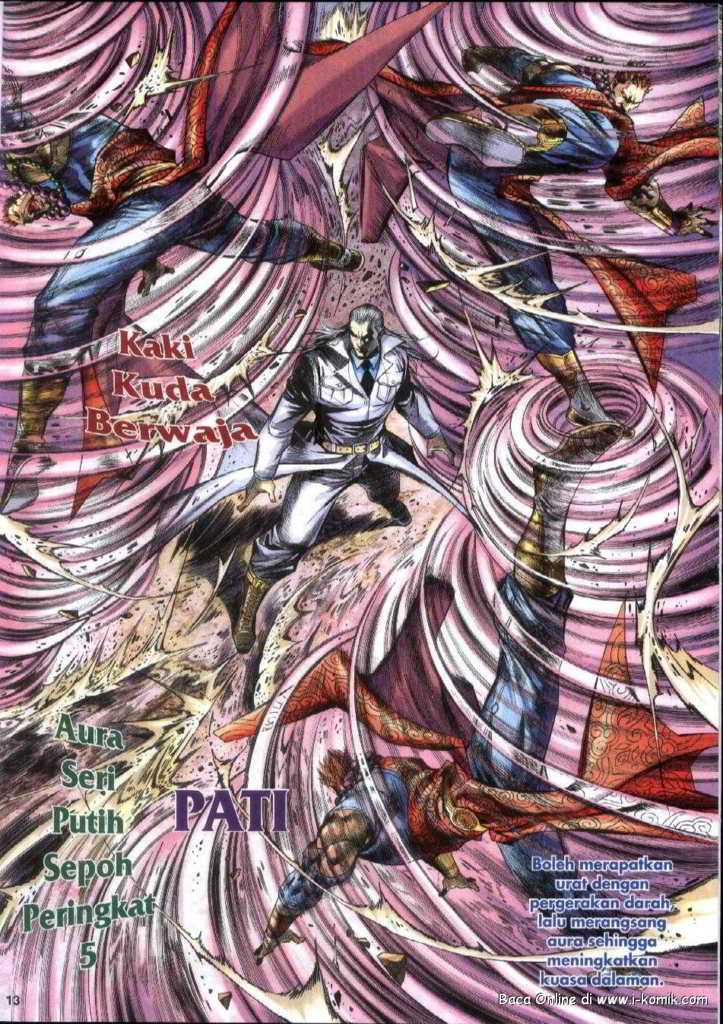 Kaki
Kuda
Berwaja
Aura
Seri
Putih
Sepoh
Peringkat
5
PATI
Boleh merapatkan
urat dengan
pergerakan darah,
lalu merangsang
aura sehingga
meningkatkan
kuasa dalaman.
13
Baca Online di www.i-komik.com